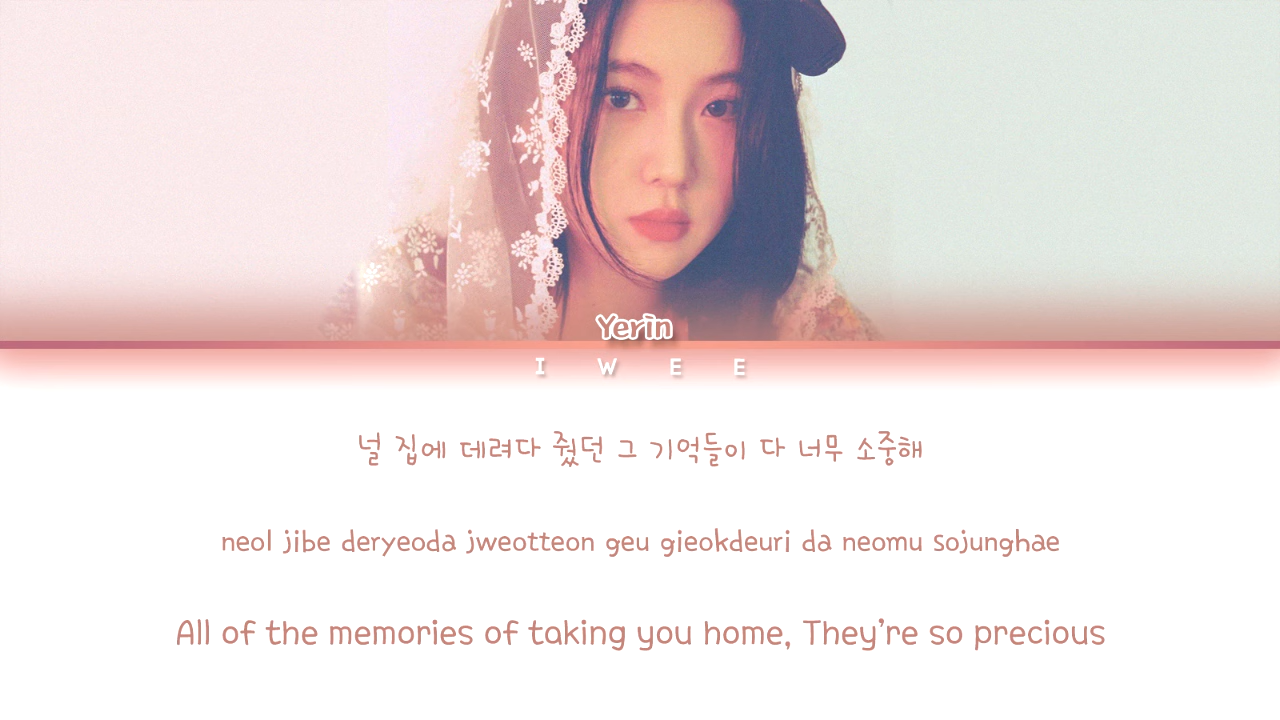 Yerin
I W E E
널 집에 데려다 줬던 그 기억들이 다 너무 소중해
neol jibe deryeoda jweotteon geu gieokdeuri da neomu sojunghae
All of the memories of taking you home, They're so precious